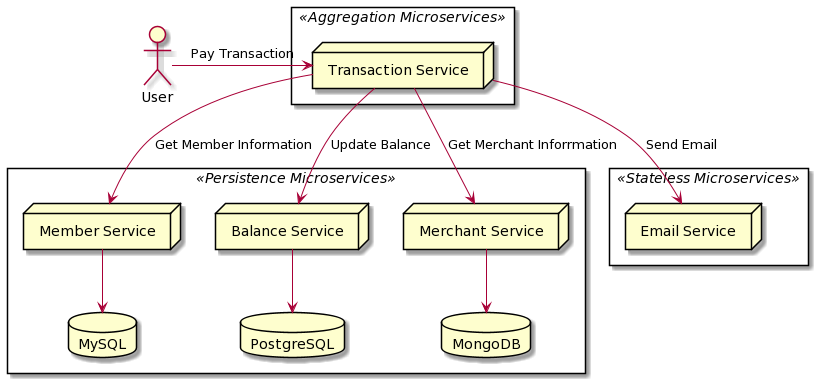 «Aggregation Microservices»
Pay Transaction
Transaction Service
User
Get Member Information
Update Balance
Get Merchant Inforrmation
Send Email
«Persistence Microservices»
«Stateless Microservices»
Member Service
Balance Service
Merchant Service
Email Service
MySQL
PostgreSQL
MongoDB